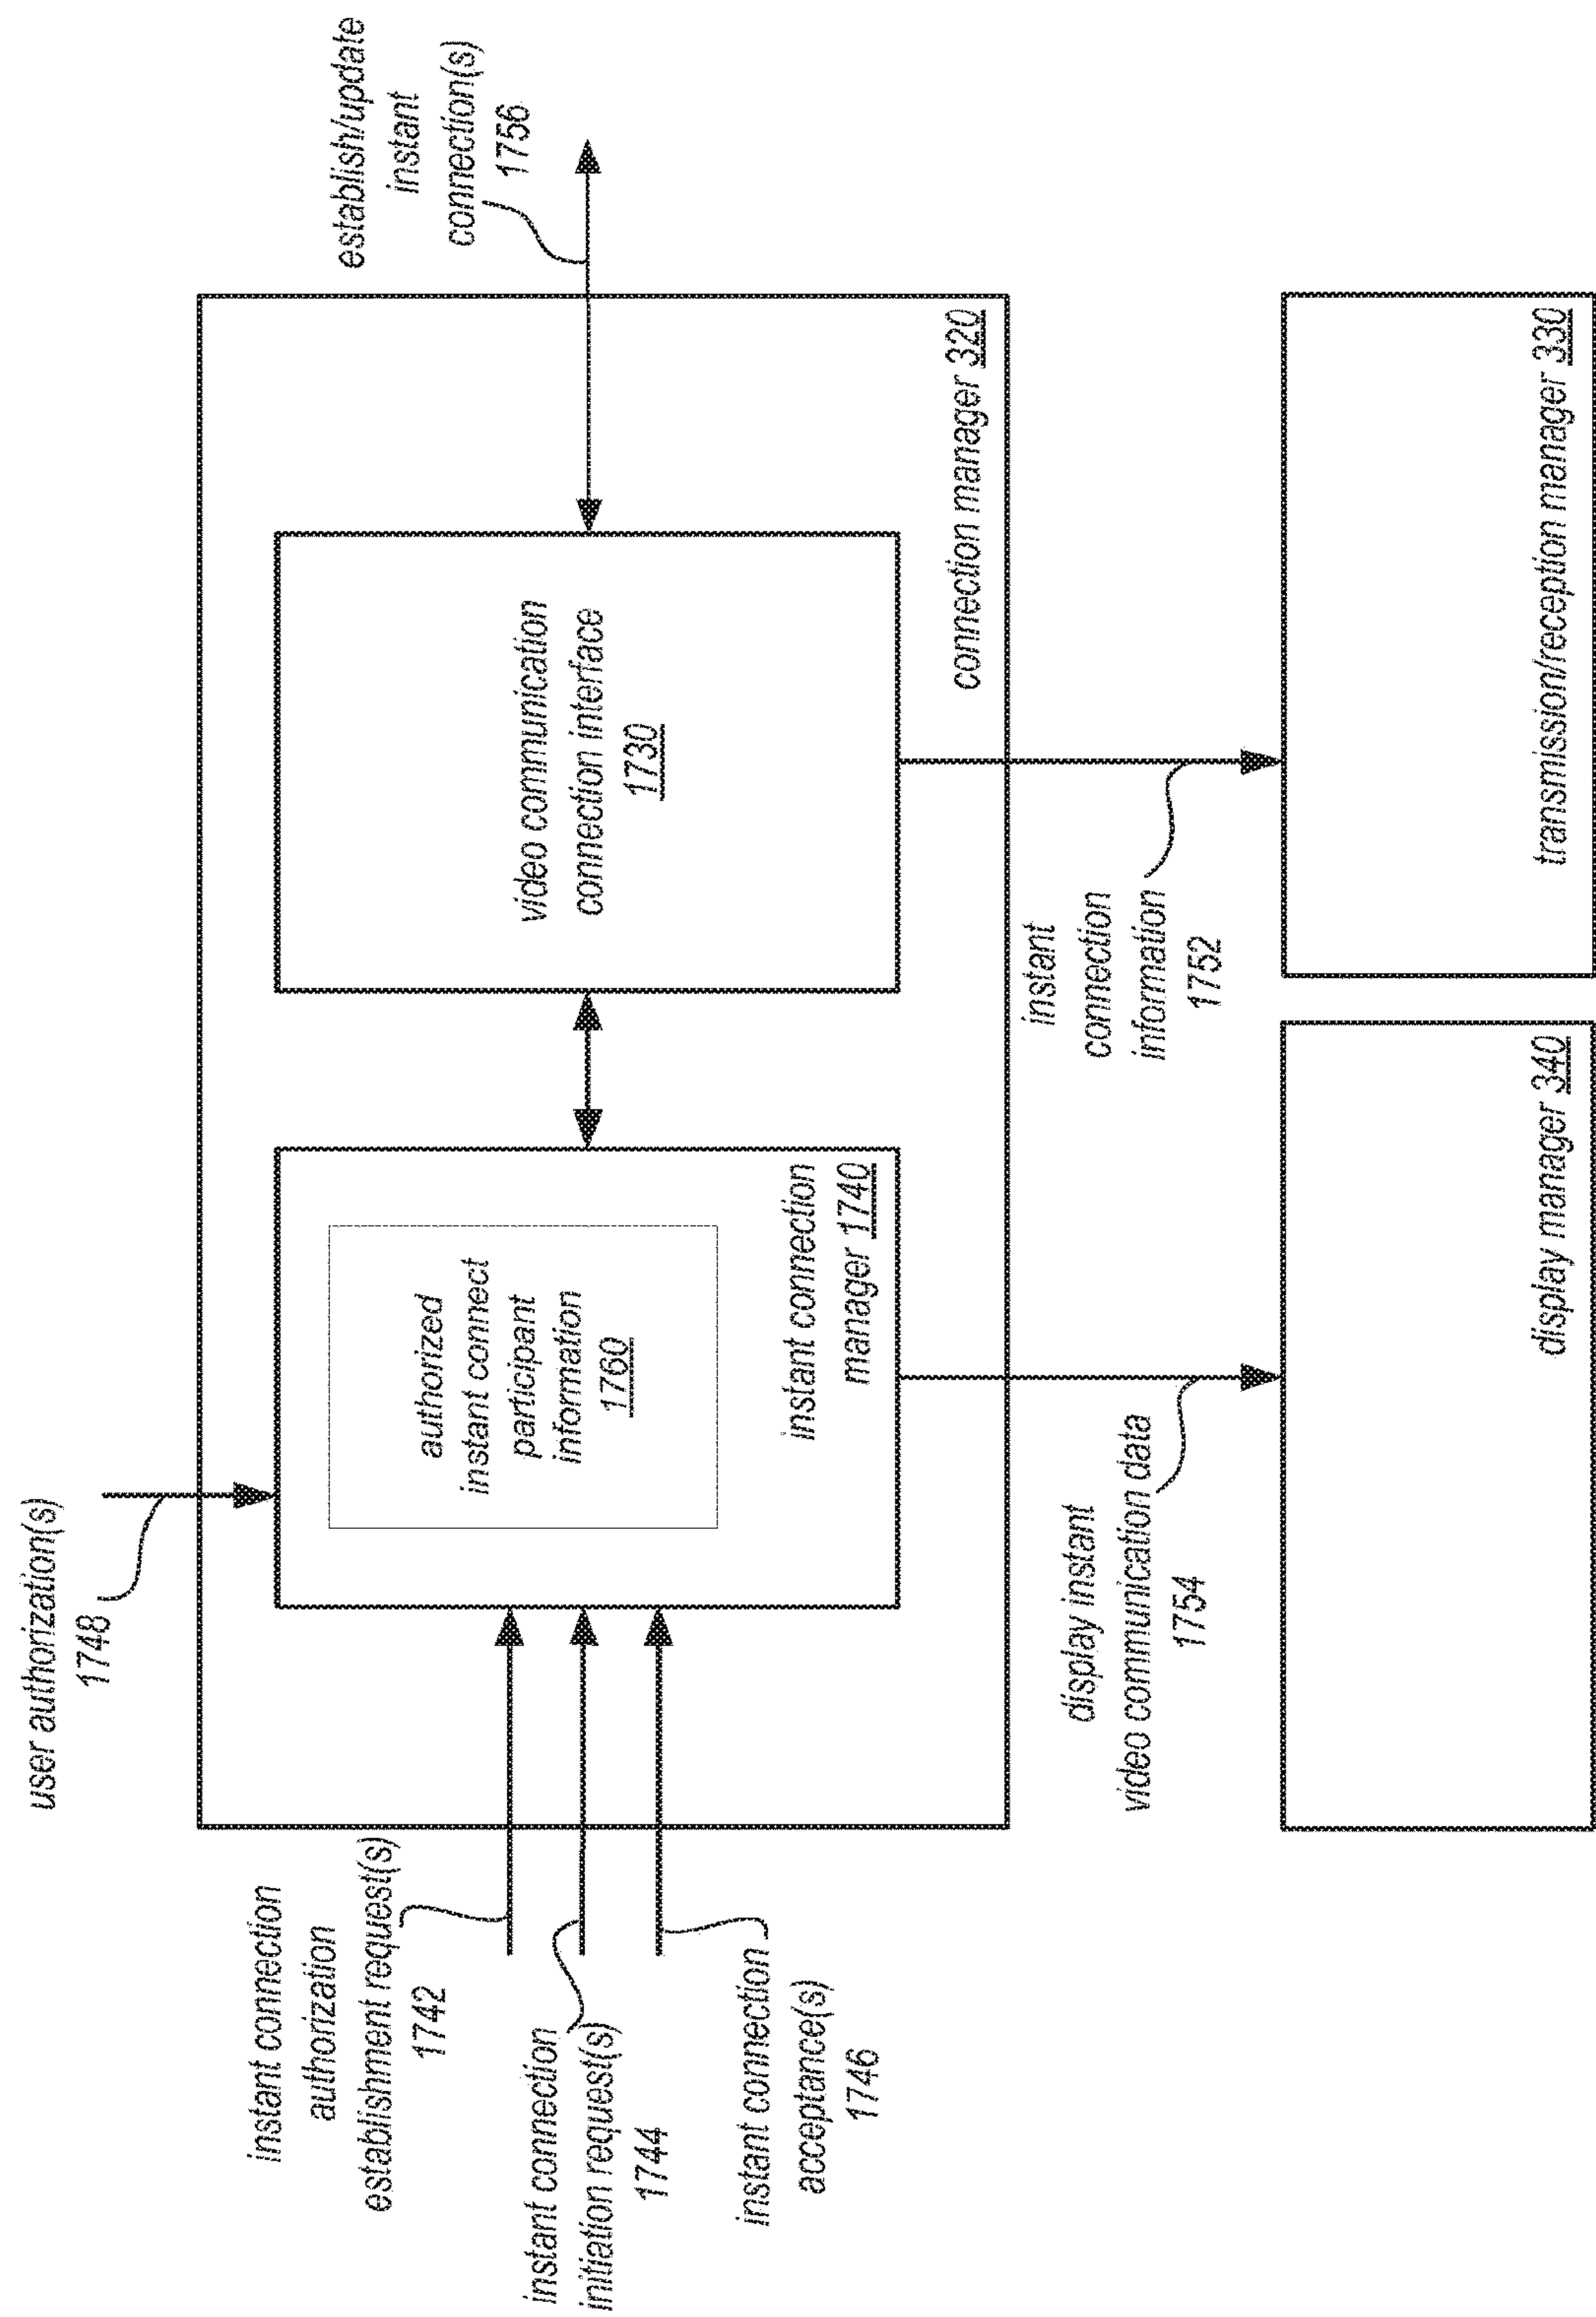 user authorization(s)
1748
instant connection
authorization
establishment request(s)
1742
instant connection
initiation request(s)
1744
instant connection
acceptance(s)
1746
authorized
instant connect
participant
information
1760
instant connection
manager 1740
video communication
connection interface
1730
connection manager 320
establish/update
instant
connection(s)
1756
display instant
video communication data
1754
instant
connection
information
1752
display manager 340
transmission/reception manager 330